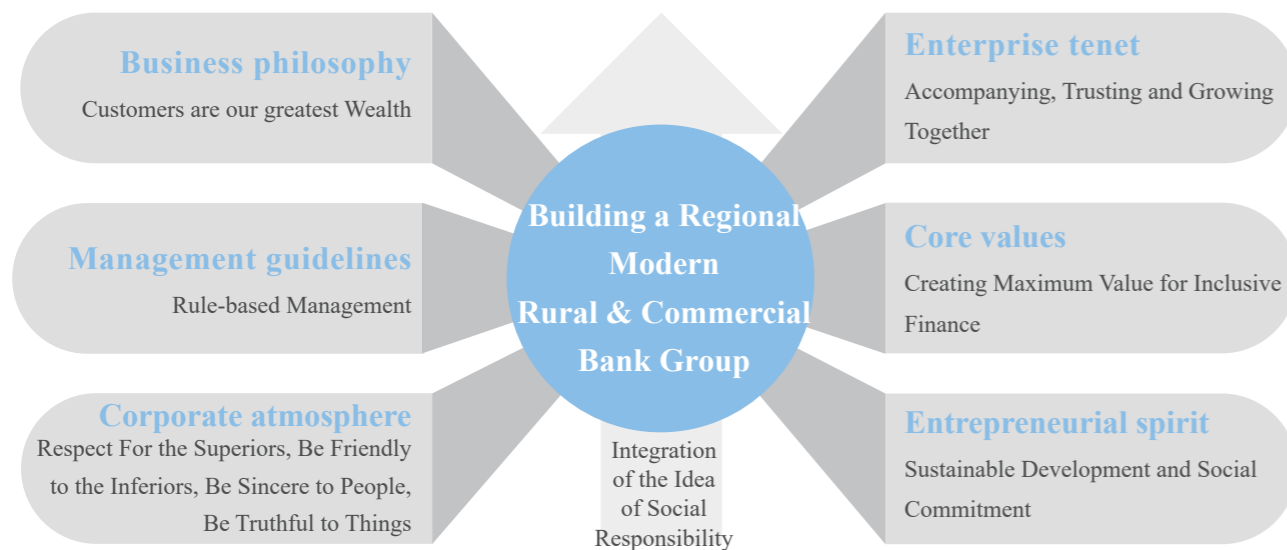 Business philosophy
Customers are our greatest Wealth
Management guidelines
Rule-based Management
Corporate atmosphere
Respect For the Superiors, Be Friendly
to the Inferiors, Be Sincere to People,
Be Truthful to Things
Building a Regional
Modern
Rural & Commercial
Bank Group
Integration
of the Idea
of Social
Responsibility
Enterprise tenet
Accompanying, Trusting and Growing
Together
Core values
Creating Maximum Value for Inclusive
Finance
Entrepreneurial spirit
Sustainable Development and Social
Commitment